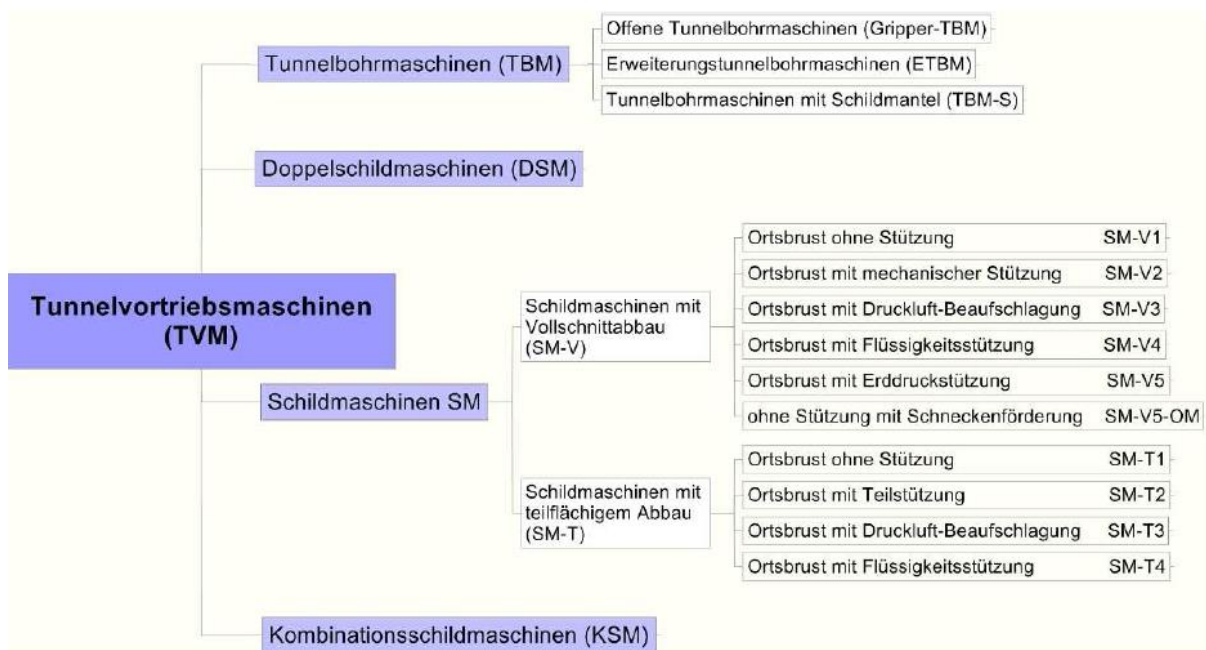 Offene Tunnelbohrmaschinen (Gripper-TBM)
Tunnelbohrmaschinen (TBM)
Erweiterungstunnelbohrmaschinen (ETBM)
Tunnelbohrmaschinen mit Schildmantel (TBM-S)
Doppelschildmaschinen (DSM)
Tunnelvortriebsmaschinen
(TVM)
Schildmaschinen SM
Schildmaschinen mit
Vollschnittabbau
(SM-V)
Ortsbrust ohne Stützung SM-V1
Ortsbrust mit mechanischer Stützung SM-V2
Ortsbrust mit Druckluft-Beaufschlagung SM-V3
Ortsbrust mit Flüssigkeitsstützung SM-V4
Ortsbrust mit Erddruckstützung SM-V5
ohne Stützung mit Schneckenförderung SM-V5-OM
Schildmaschinen mit
teilflächigem Abbau
(SM-T)
Ortsbrust ohne Stützung SM-T1
Ortsbrust mit Teilstützung SM-T2
Ortsbrust mit Druckluft-Beaufschlagung SM-T3
Ortsbrust mit Flüssigkeitsstützung SM-T4
Kombinationsschildmaschinen (KSM)